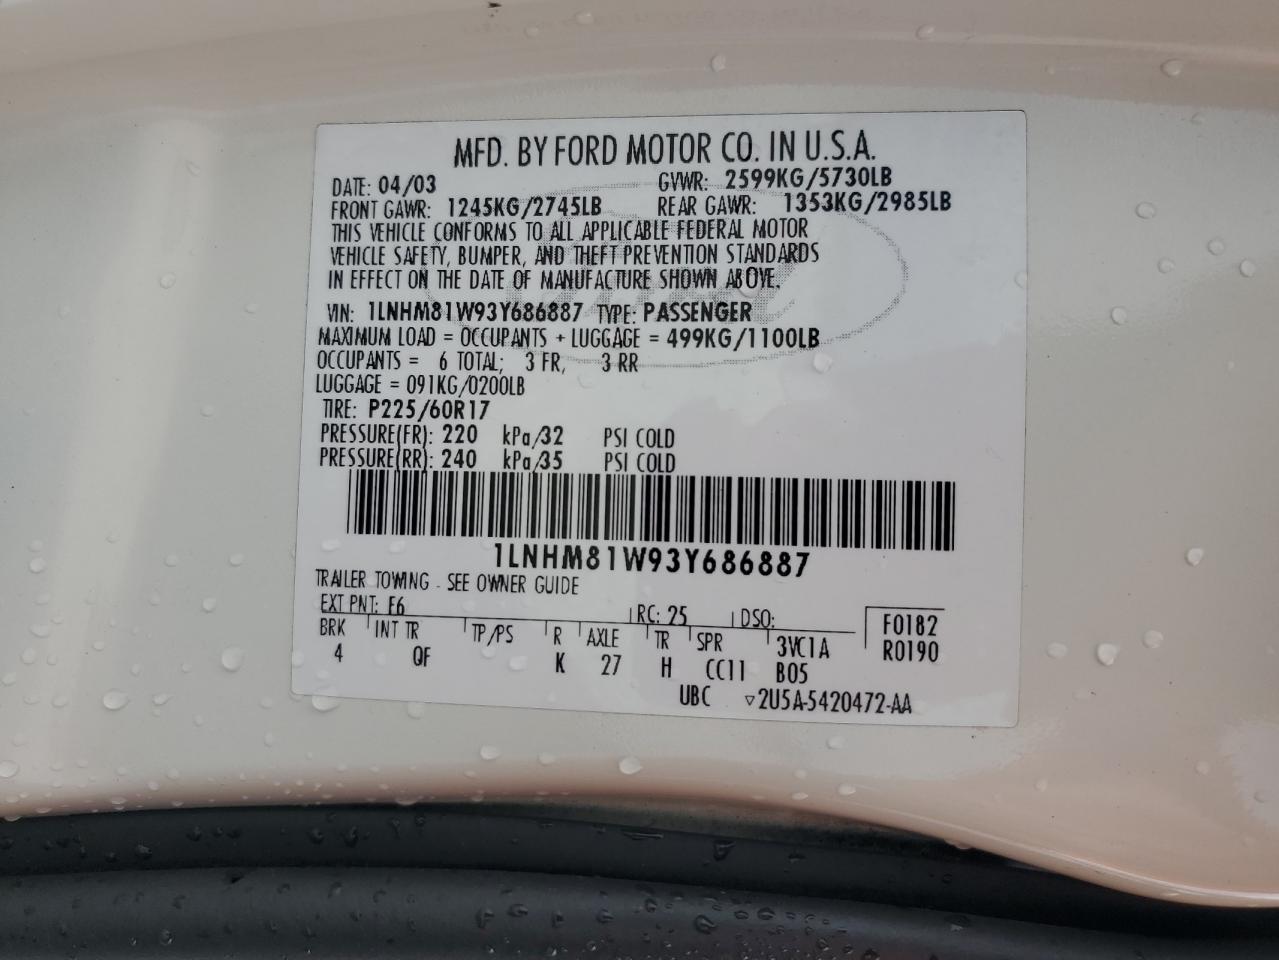 MFD. BY FORD MOTOR CO. IN U.S.A.
DATE: 04/03 GVWR: 2599KG/5730LB
FRONT GAWR: 1245KG/2745LB REAR GAWR: 1353KG/2985LB
THIS VEHICLE CONFORMS TO ALL APPLICABLE FEDERAL MOTOR
VEHICLE SAFETY, BUMPER, AND THEFT PREVENTION STANDARDS
IN EFFECT ON THE DATE OF MANUFACTURE SHOWN ABOVE.
VIN: 1LNHM81W93Y686887 TYPE: PASSENGER
MAXIMUM LOAD = OCCUPANTS + LUGGAGE = 499KG/1100LB
OCCUPANTS = 6 TOTAL; 3 FR, 3 RR
LUGGAGE = 091KG/0200LB
TIRE: P225/60R17
PRESSURE(FR): 220 kPa/32 PSI COLD
PRESSURE(RR): 240 kPa/35 PSI COLD
1LNHM81W93Y686887
TRAILER TOWING - SEE OWNER GUIDE
EXT PNT: F6 RC: 25 DSO: F0182
BRK INT TR TP/PS R AXLE TR SPR 3VC1A R0190
4 QF K 27 H CC11 B05
UBC ▽2U5A-5420472-AA